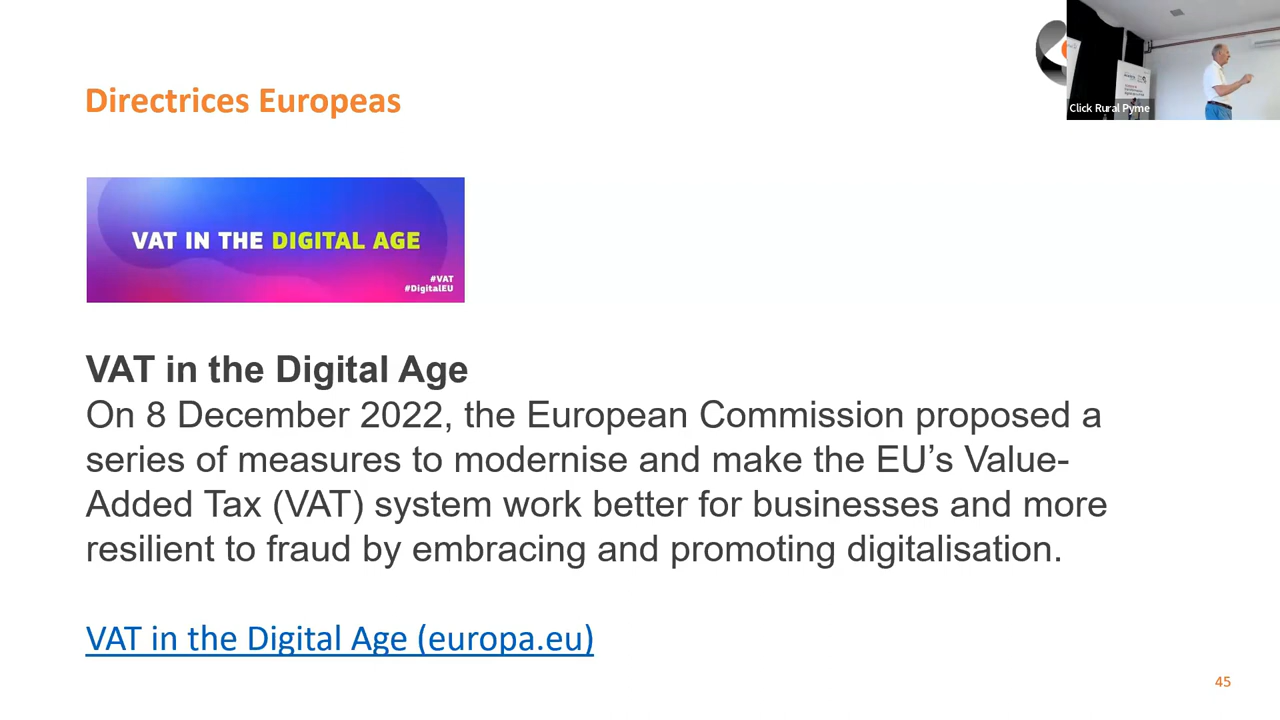 Directrices Europeas
Click Rural Pyme
VAT IN THE DIGITAL AGE
#VAT
#DigitalEU
VAT in the Digital Age
On 8 December 2022, the European Commission proposed a
series of measures to modernise and make the EU’s Value-
Added Tax (VAT) system work better for businesses and more
resilient to fraud by embracing and promoting digitalisation.
VAT in the Digital Age (europa.eu)
45